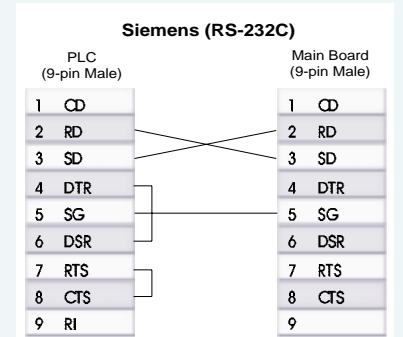 Siemens (RS-232C)
PLC
(9-pin Male)
Main Board
(9-pin Male)
1 CD
2 RD
3 SD
4 DTR
5 SG
6 DSR
7 RTS
8 CTS
9 RI
1 CD
2 RD
3 SD
4 DTR
5 SG
6 DSR
7 RTS
8 CTS
9